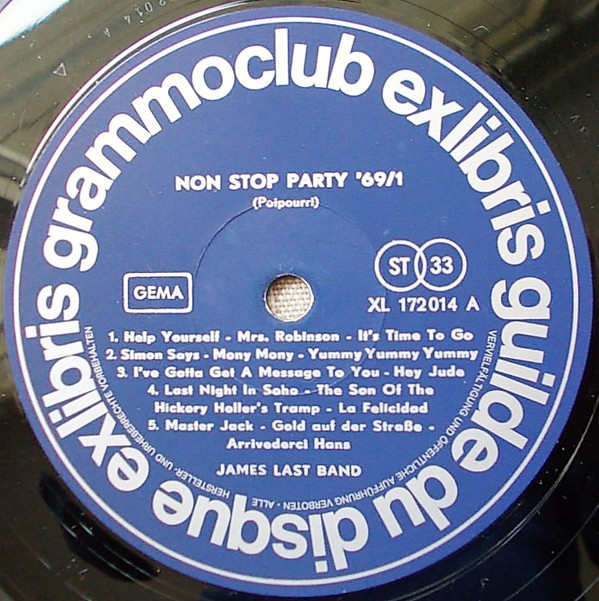 exlibris grammoclub exlibris guilde du disque
NON STOP PARTY '69/1
(Potpourri)
ST 33
GEMA
XL 172014 A
1. Help Yourself - Mrs. Robinson - It's Time To Go
2. Simon Says - Mony Mony - Yummy Yummy Yummy
3. I've Gotta Get A Message To You - Hey Jude
4. Last Night In Soho - The Son Of The
Hickory Holler's Tramp - La Felicidad
5. Master Jack - Gold auf der Straße -
Arrivederci Hans
JAMES LAST BAND
ALLE HERSTELLER- UND URHEBERRECHTE VORBEHALTEN
VERVIELFÄLTIGUNG UND ÖFFENTLICHE AUFFÜHRUNG VERBOTEN -